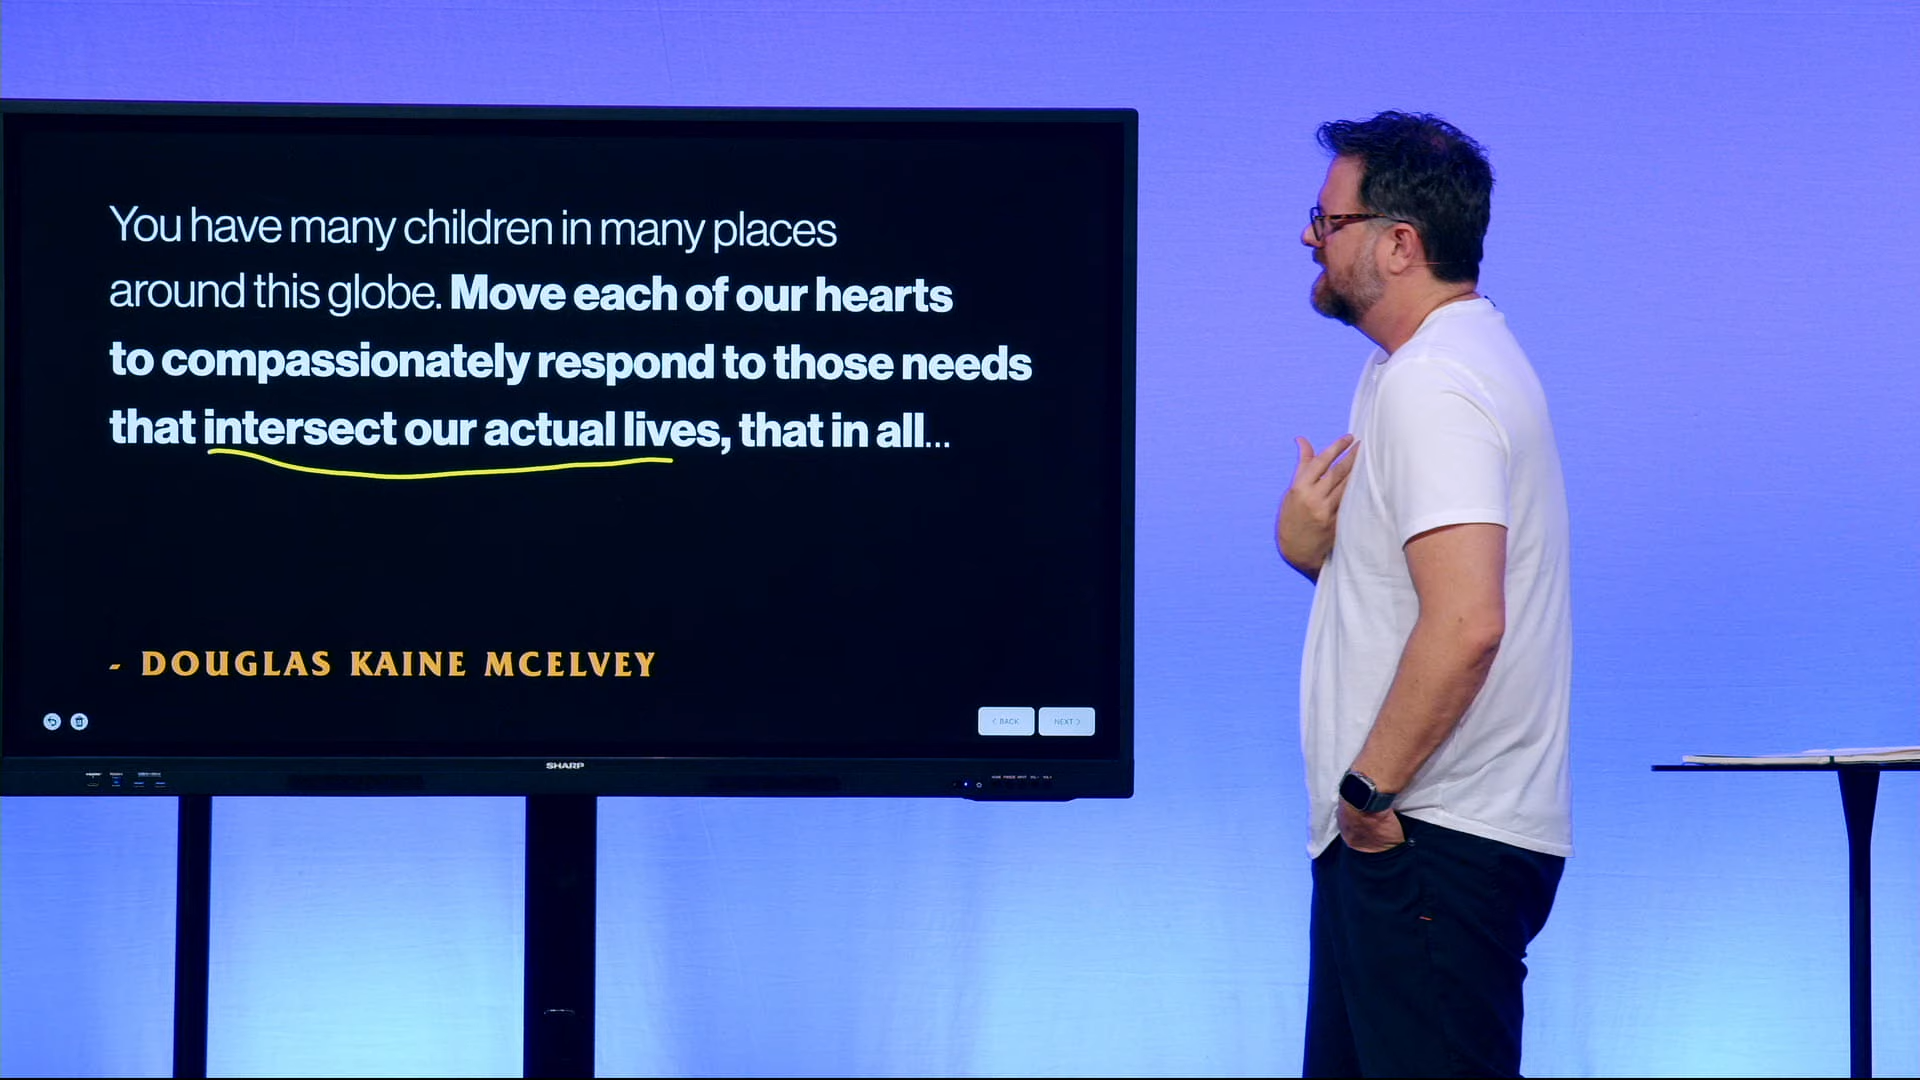 You have many children in many places
around this globe. Move each of our hearts
to compassionately respond to those needs
that intersect our actual lives, that in all...
- DOUGLAS KAINE MCELVEY
< BACK
NEXT >
SHARP